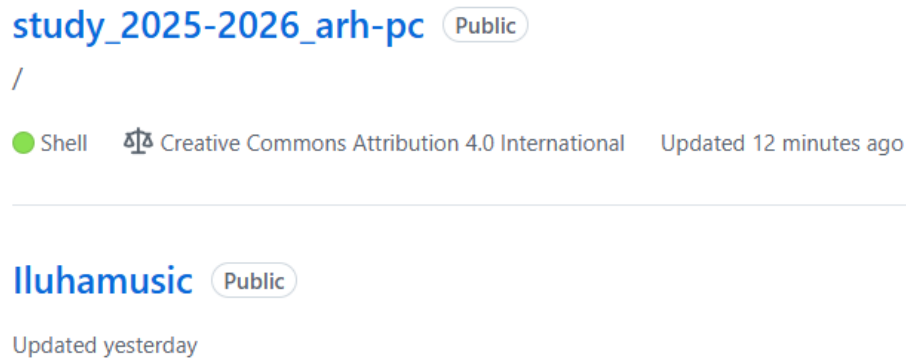 study_2025-2026_arh-pc Public
/
Shell Creative Commons Attribution 4.0 International Updated 12 minutes ago
Iluhamusic Public
Updated yesterday